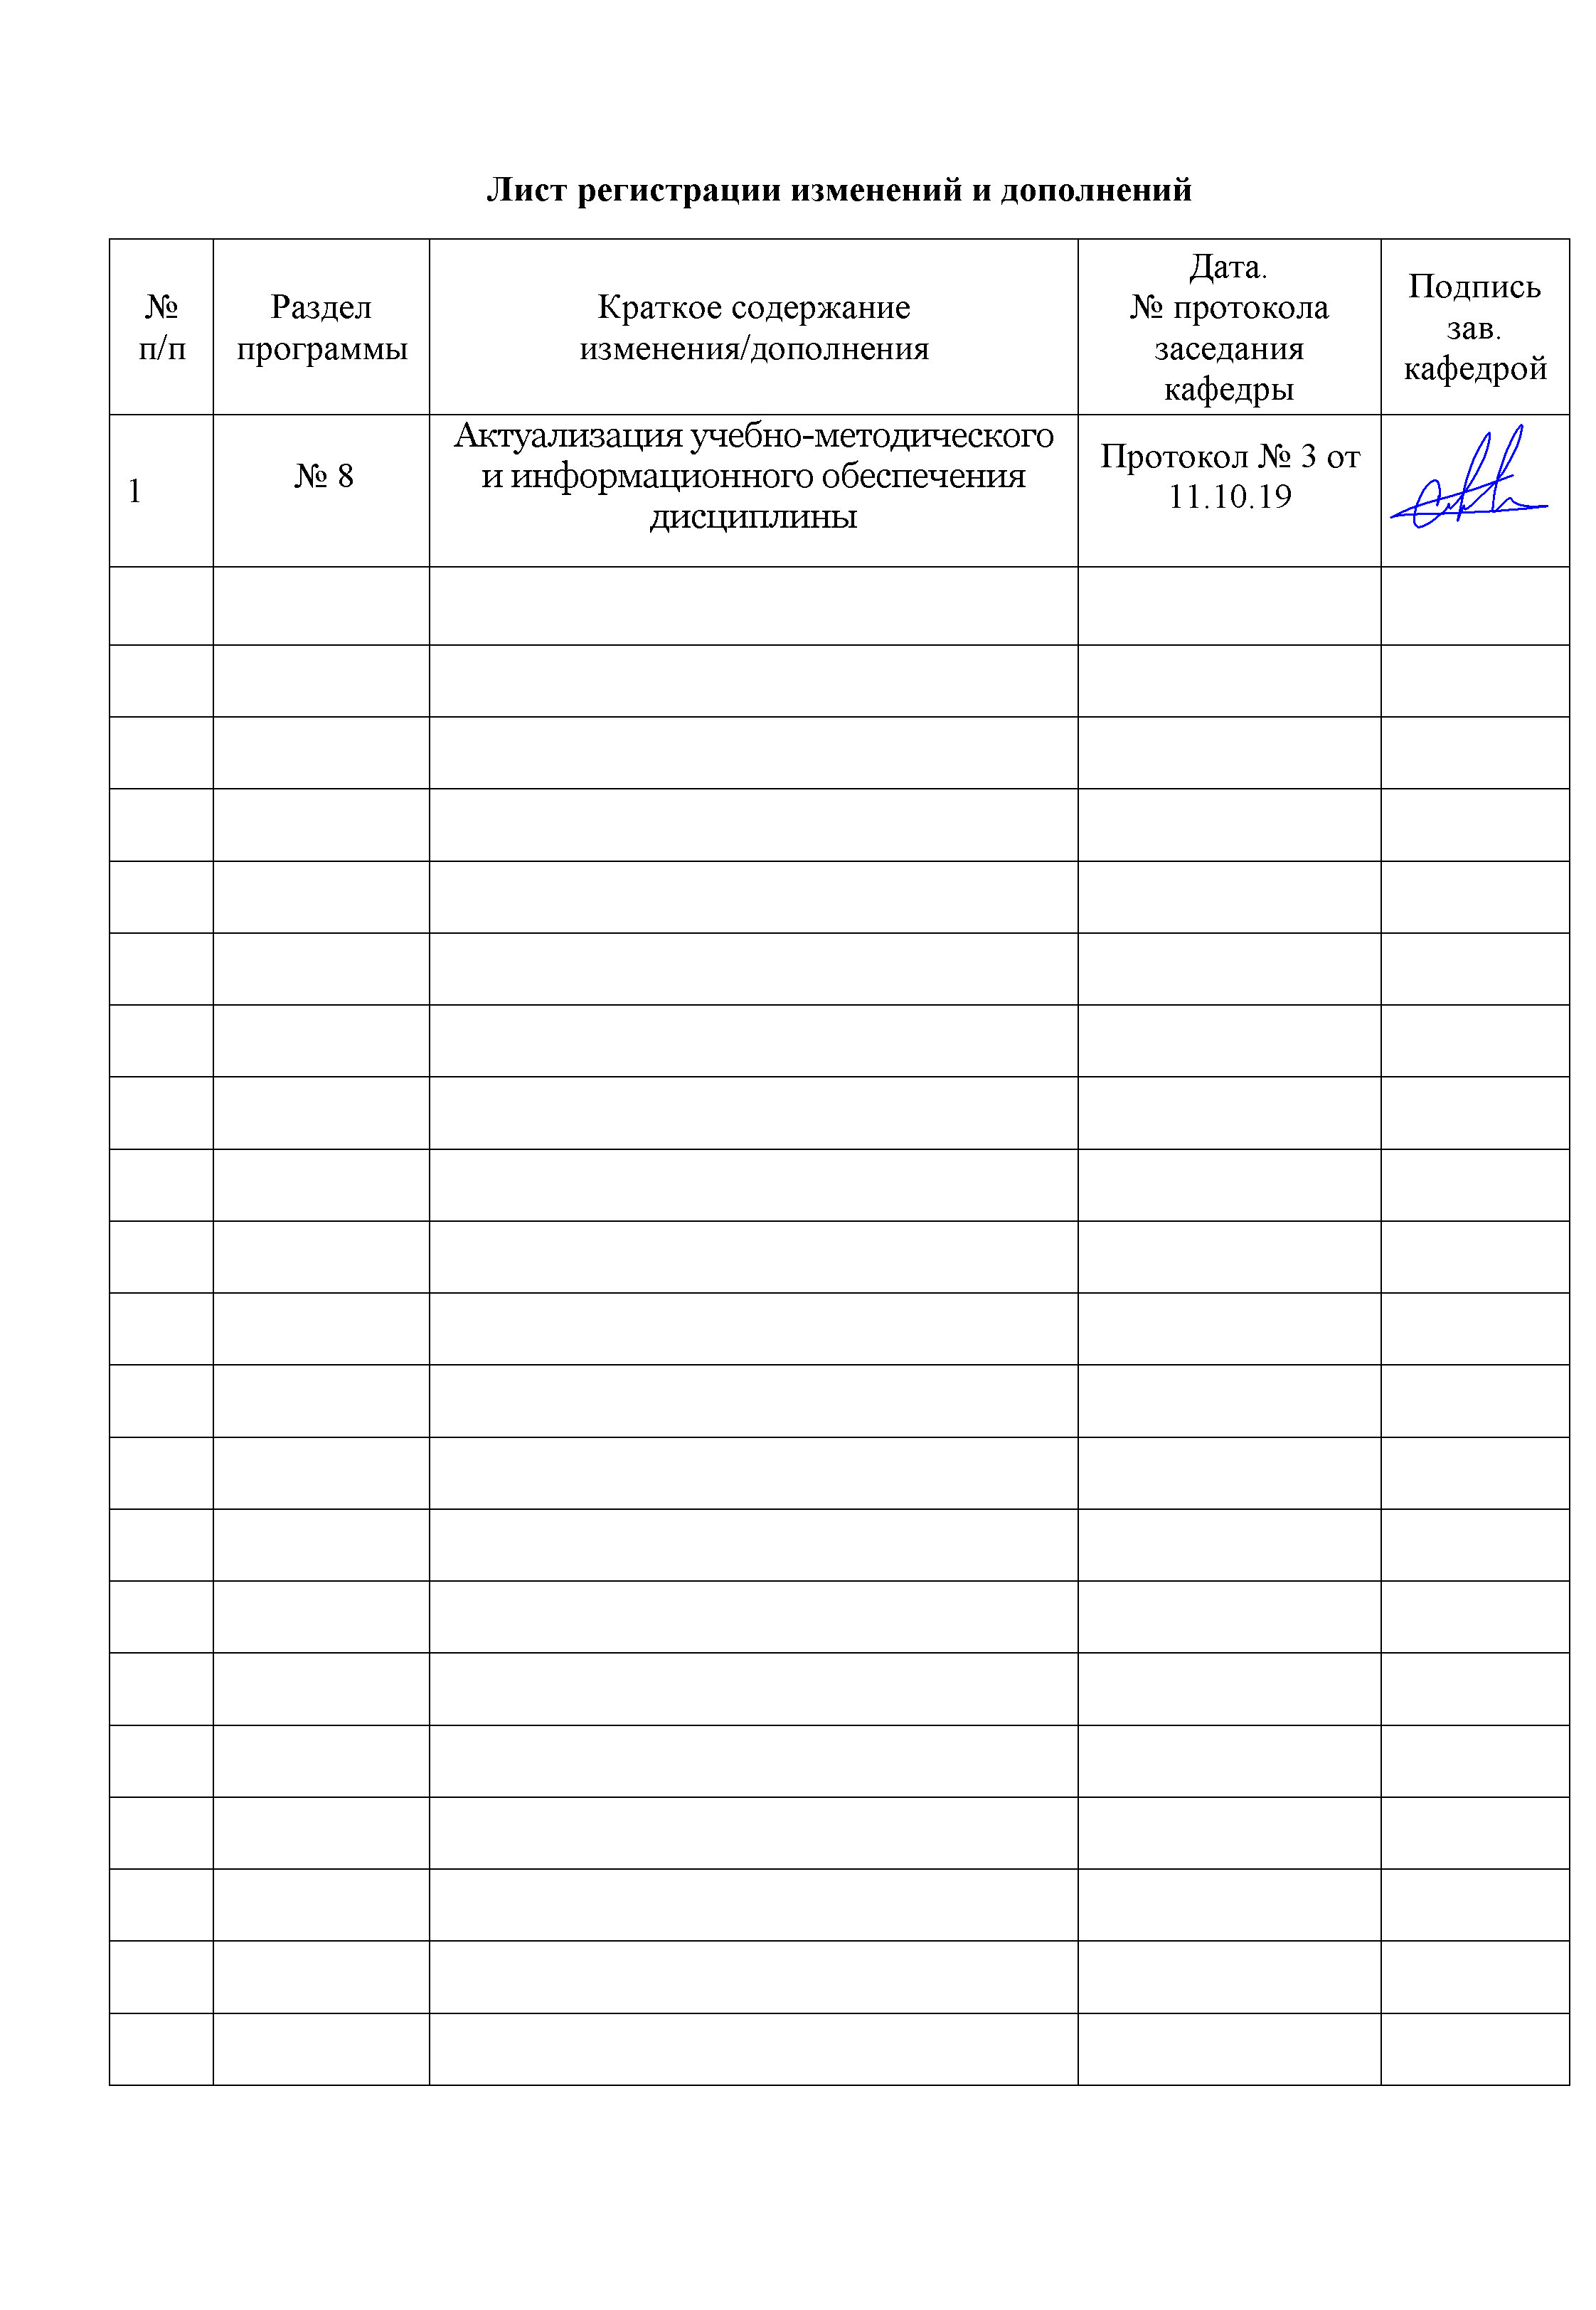 Лист регистрации изменений и дополнений
№
п/п
Раздел
программы
Краткое содержание
изменения/дополнения
Дата.
№ протокола
заседания
кафедры
Подпись
зав.
кафедрой
1
№ 8
Актуализация учебно-методического
и информационного обеспечения
дисциплины
Протокол № 3 от
11.10.19